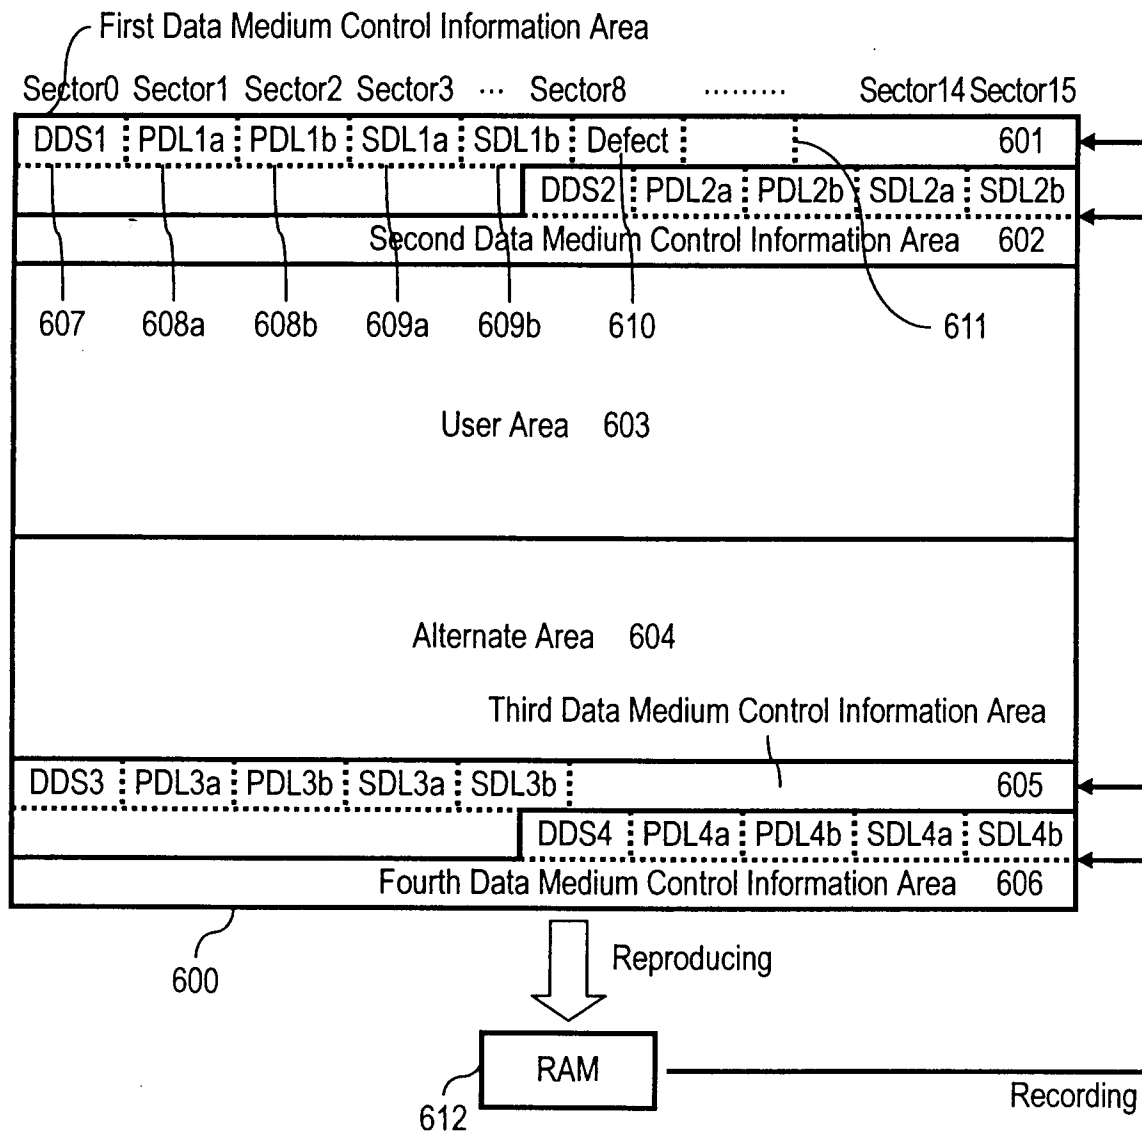 First Data Medium Control Information Area
Sector0 Sector1 Sector2 Sector3 ... Sector8 ......... Sector14 Sector15
DDS1 PDL1a PDL1b SDL1a SDL1b Defect 601
DDS2 PDL2a PDL2b SDL2a SDL2b
Second Data Medium Control Information Area 602
607 608a 608b 609a 609b 610 611
User Area 603
Alternate Area 604
Third Data Medium Control Information Area
DDS3 PDL3a PDL3b SDL3a SDL3b 605
DDS4 PDL4a PDL4b SDL4a SDL4b
Fourth Data Medium Control Information Area 606
600
Reproducing
RAM
612
Recording